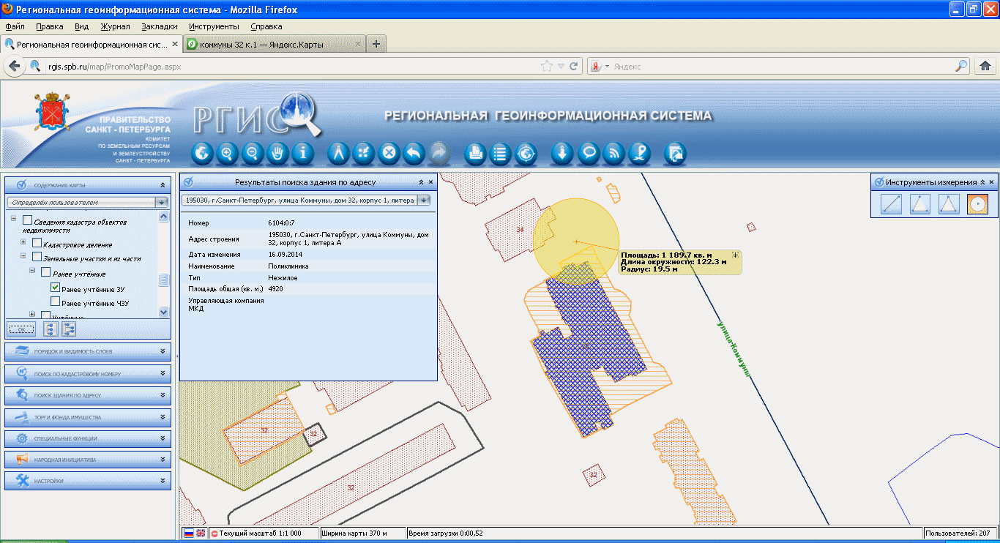 Региональная геоинформационная система - Mozilla Firefox
Файл Правка Вид Журнал Закладки Инструменты Справка
Региональная геоинформационная сис...
коммуны 32 к.1 — Яндекс.Карты
rgis.spb.ru/map/PromoMapPage.aspx
Яндекс
ПРАВИТЕЛЬСТВО
САНКТ - ПЕТЕРБУРГА
КОМИТЕТ
ПО ЗЕМЕЛЬНЫМ РЕСУРСАМ
И ЗЕМЛЕУСТРОЙСТВУ
САНКТ - ПЕТЕРБУРГА
РГИС
РЕГИОНАЛЬНАЯ ГЕОИНФОРМАЦИОННАЯ СИСТЕМА
СОДЕРЖАНИЕ КАРТЫ
Определён пользователем
Сведения кадастра объектов
недвижимости
Кадастровое деление
Земельные участки и их части
Ранее учтённые
Ранее учтённые ЗУ
Ранее учтённые ЧЗУ
Учтённые
ОК
ПОРЯДОК И ВИДИМОСТЬ СЛОЕВ
ПОИСК ПО КАДАСТРОВОМУ НОМЕРУ
ПОИСК ЗДАНИЯ ПО АДРЕСУ
ТОРГИ ФОНДА ИМУЩЕСТВА
СПЕЦИАЛЬНЫЕ ФУНКЦИИ
НАРОДНАЯ ИНИЦИАТИВА
НАСТРОЙКИ
Результаты поиска здания по адресу
195030, г.Санкт-Петербург, улица Коммуны, дом 32, корпус 1, литера
Номер 6104:0:7
Адрес строения 195030, г.Санкт-Петербург, улица Коммуны, дом
32, корпус 1, литера А
Дата изменения 16.09.2014
Наименование Поликлиника
Тип Нежилое
Площадь общая (кв. м.) 4920
Управляющая компания
МКД
Инструменты измерения
34
Площадь: 1 189.7 кв. м
Длина окружности: 122.3 м
Радиус: 19.5 м
улица Коммуны
32
32
32
32
Текущий масштаб 1:1 000
Ширина карты 370 м
Время загрузки 0:00,52
Пользователей: 207